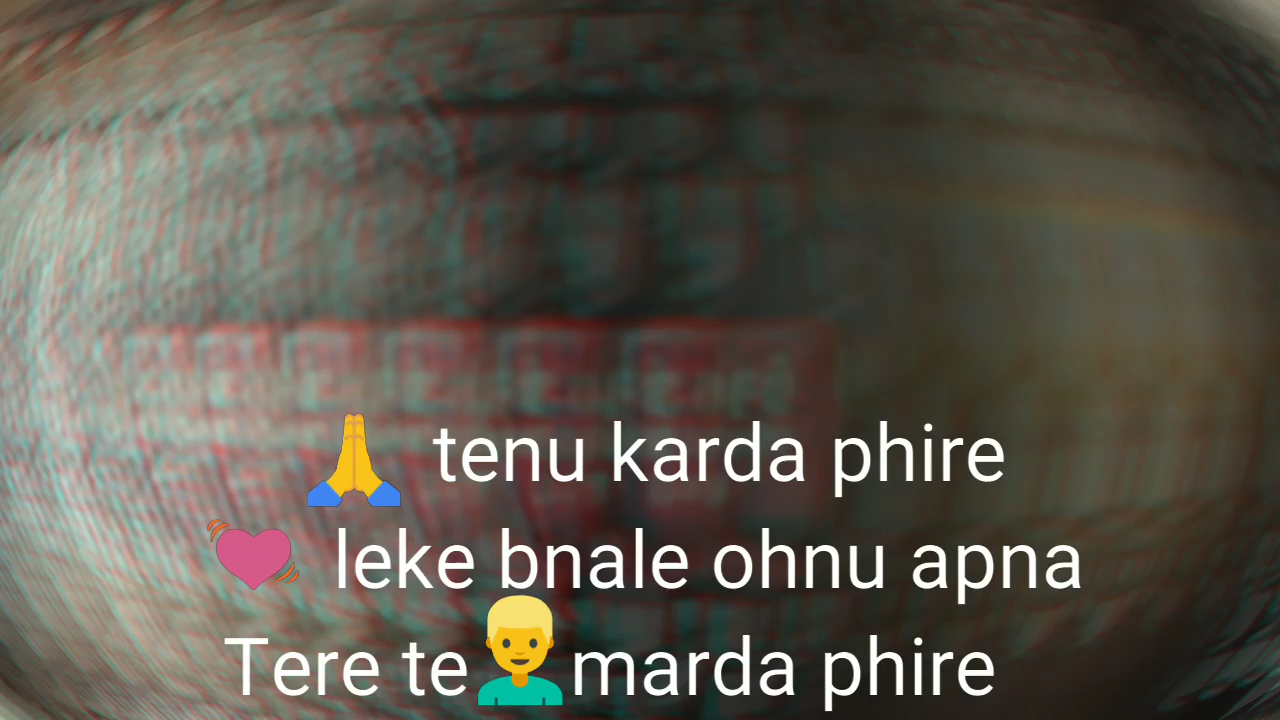 🙏 tenu karda phire
💓 leke bnale ohnu apna
Tere te👱‍♂️marda phire